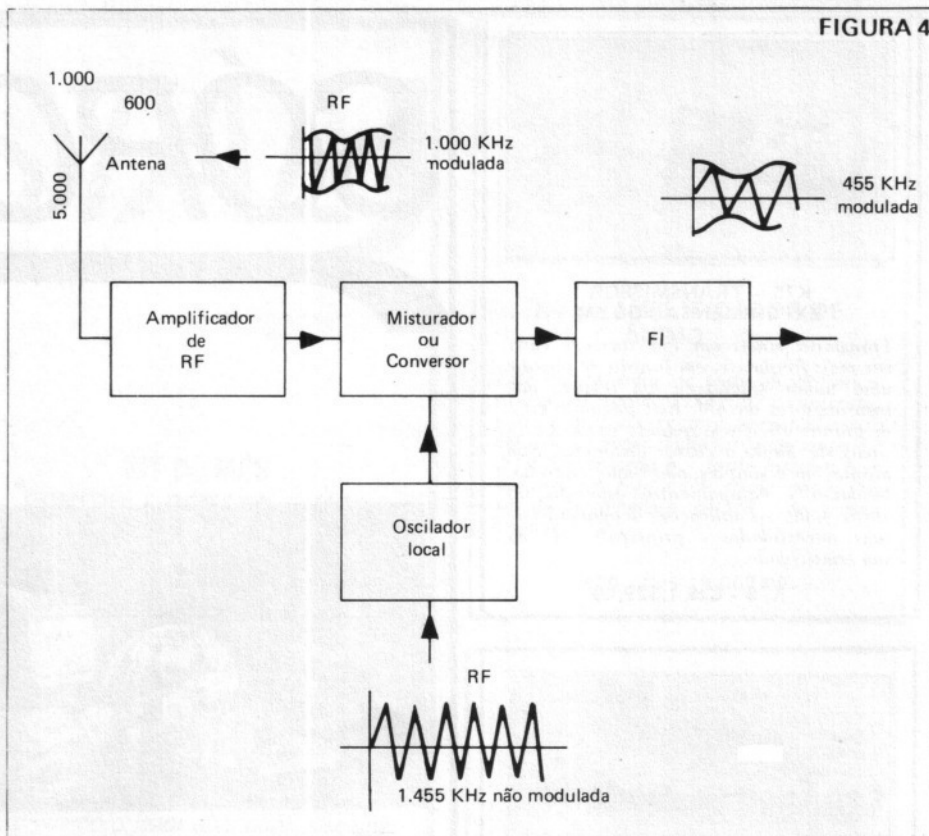 FIGURA 4
1.000
600
5.000
Antena
RF
1.000 KHz
modulada
455 KHz
modulada
Amplificador
de
RF
Misturador
ou
Conversor
FI
Oscilador
local
RF
1.455 KHz não modulada